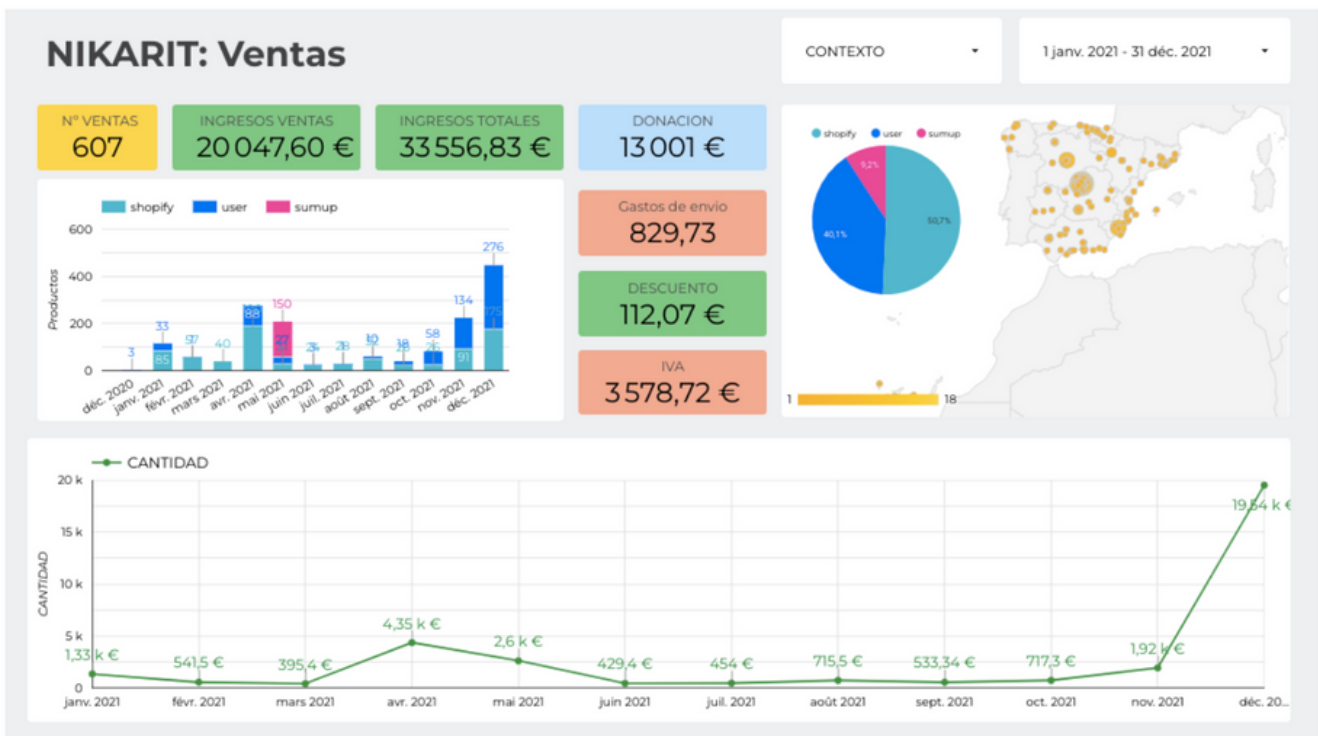 NIKARIT: Ventas
CONTEXTO
1 janv. 2021 - 31 déc. 2021
Nº VENTAS
607
INGRESOS VENTAS
20 047,60 €
INGRESOS TOTALES
33 556,83 €
DONACION
13 001 €
shopify user sumup
600
400
200
0
Productos
3
33
85
57
40
88
150
27
28
10
58
134
91
276
175
déc. 2020
janv. 2021
févr. 2021
mars 2021
avr. 2021
mai 2021
juin 2021
juil. 2021
août 2021
sept. 2021
oct. 2021
nov. 2021
déc. 2021
Gastos de envio
829,73
DESCUENTO
112,07 €
IVA
3 578,72 €
shopify user sumup
9,2%
50,7%
40,1%
1
18
CANTIDAD
20 k
15 k
10 k
5 k
0
CANTIDAD
1,33 k €
541,5 €
395,4 €
4,35 k €
2,6 k €
429,4 €
454 €
715,5 €
533,34 €
717,3 €
1,92 k €
19,54 k €
janv. 2021
févr. 2021
mars 2021
avr. 2021
mai 2021
juin 2021
juil. 2021
août 2021
sept. 2021
oct. 2021
nov. 2021
déc. 20...